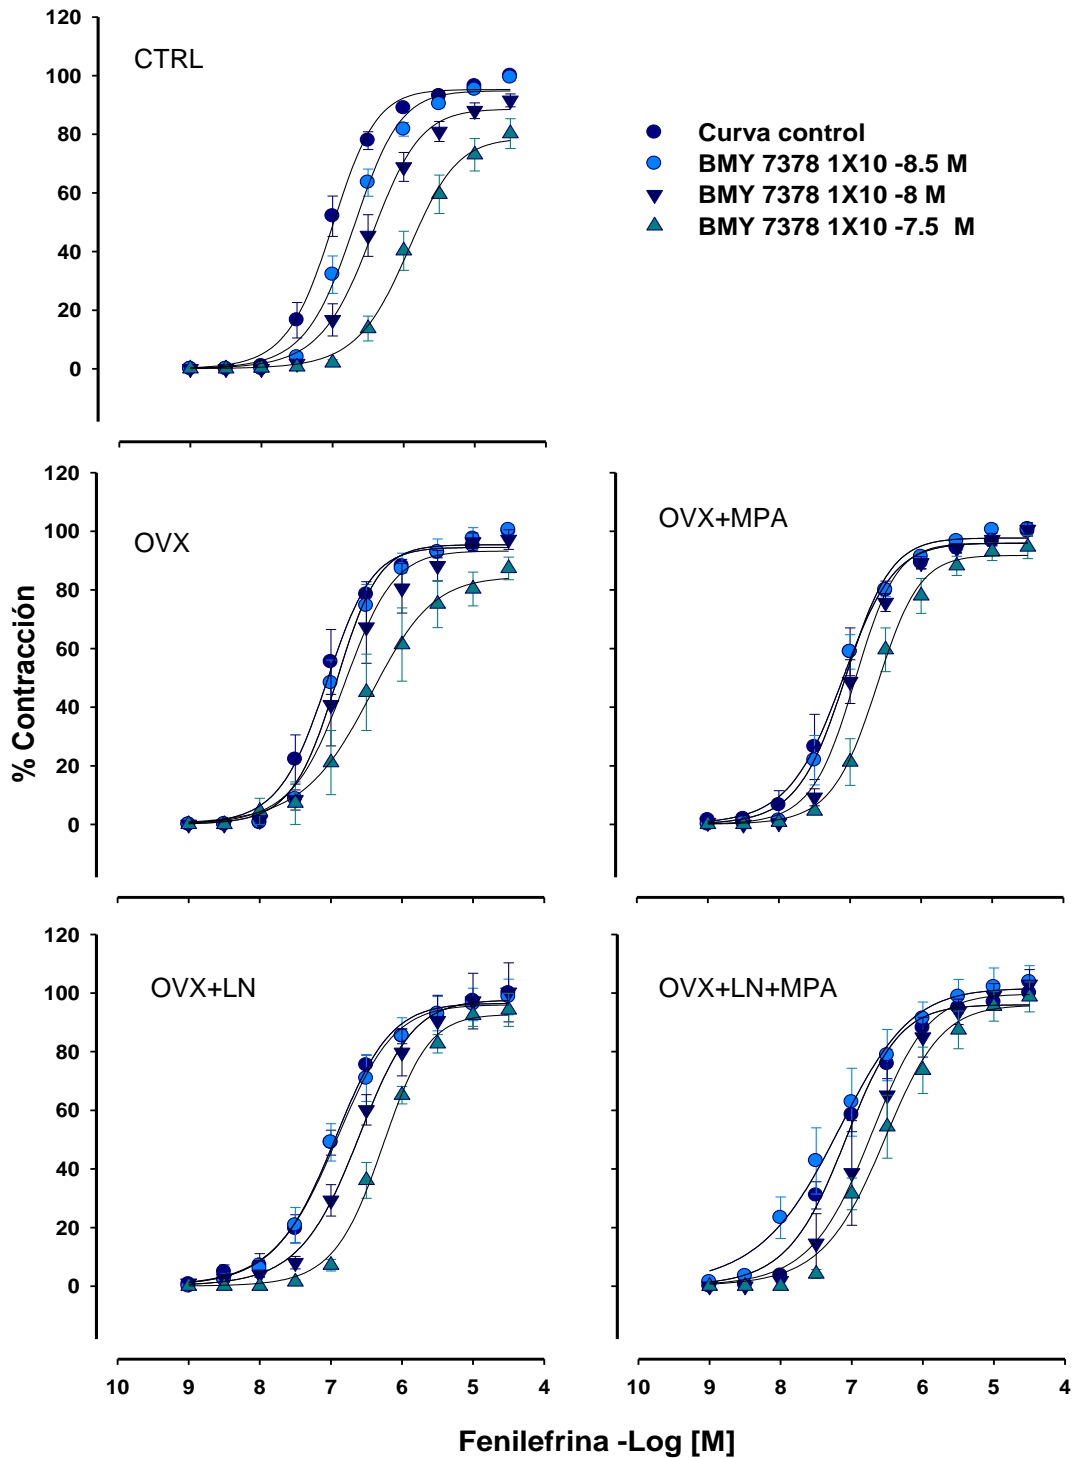 120
100
80
60
40
20
0
CTRL
Curva control
BMY 7378 1X10 -8.5 M
BMY 7378 1X10 -8 M
BMY 7378 1X10 -7.5 M
% Contracción
120
100
80
60
40
20
0
OVX
OVX+MPA
120
100
80
60
40
20
0
OVX+LN
OVX+LN+MPA
10 9 8 7 6 5 4
10 9 8 7 6 5 4
Fenilefrina -Log [M]